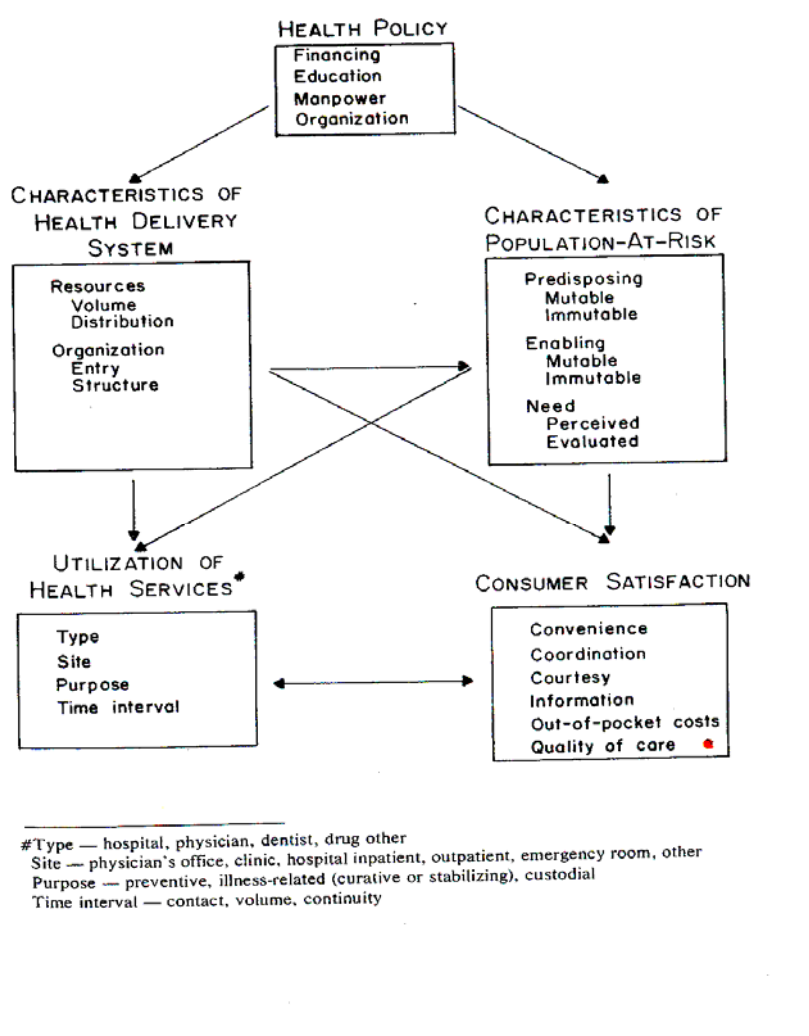 HEALTH POLICY
Financing
Education
Manpower
Organization
CHARACTERISTICS OF
HEALTH DELIVERY
SYSTEM
Resources
Volume
Distribution
Organization
Entry
Structure
CHARACTERISTICS OF
POPULATION-AT-RISK
Predisposing
Mutable
Immutable
Enabling
Mutable
Immutable
Need
Perceived
Evaluated
UTILIZATION OF
HEALTH SERVICES#
Type
Site
Purpose
Time interval
CONSUMER SATISFACTION
Convenience
Coordination
Courtesy
Information
Out-of-pocket costs
Quality of care
#Type — hospital, physician, dentist, drug other
Site — physician's office, clinic, hospital inpatient, outpatient, emergency room, other
Purpose — preventive, illness-related (curative or stabilizing), custodial
Time interval — contact, volume, continuity